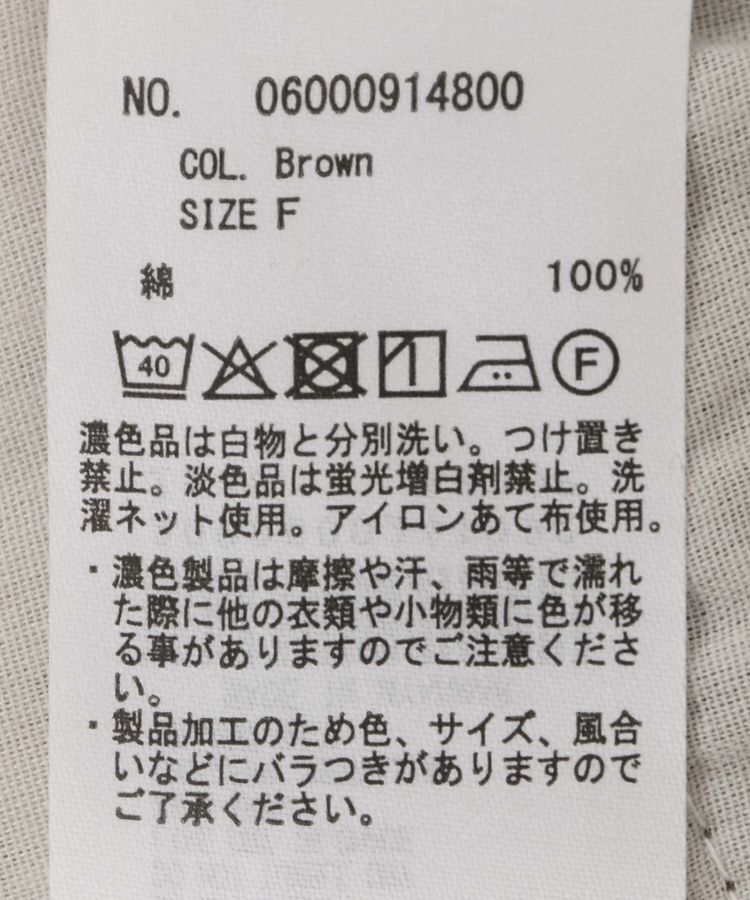 NO. 06000914800
COL. Brown
SIZE F
綿 100%
40 F
濃色品は白物と分別洗い。つけ置き
禁止。淡色品は蛍光増白剤禁止。洗
濯ネット使用。アイロンあて布使用。
・濃色製品は摩擦や汗、雨等で濡れ
た際に他の衣類や小物類に色が移
る事がありますのでご注意くださ
い。
・製品加工のため色、サイズ、風合
いなどにバラつきがありますので
ご了承ください。